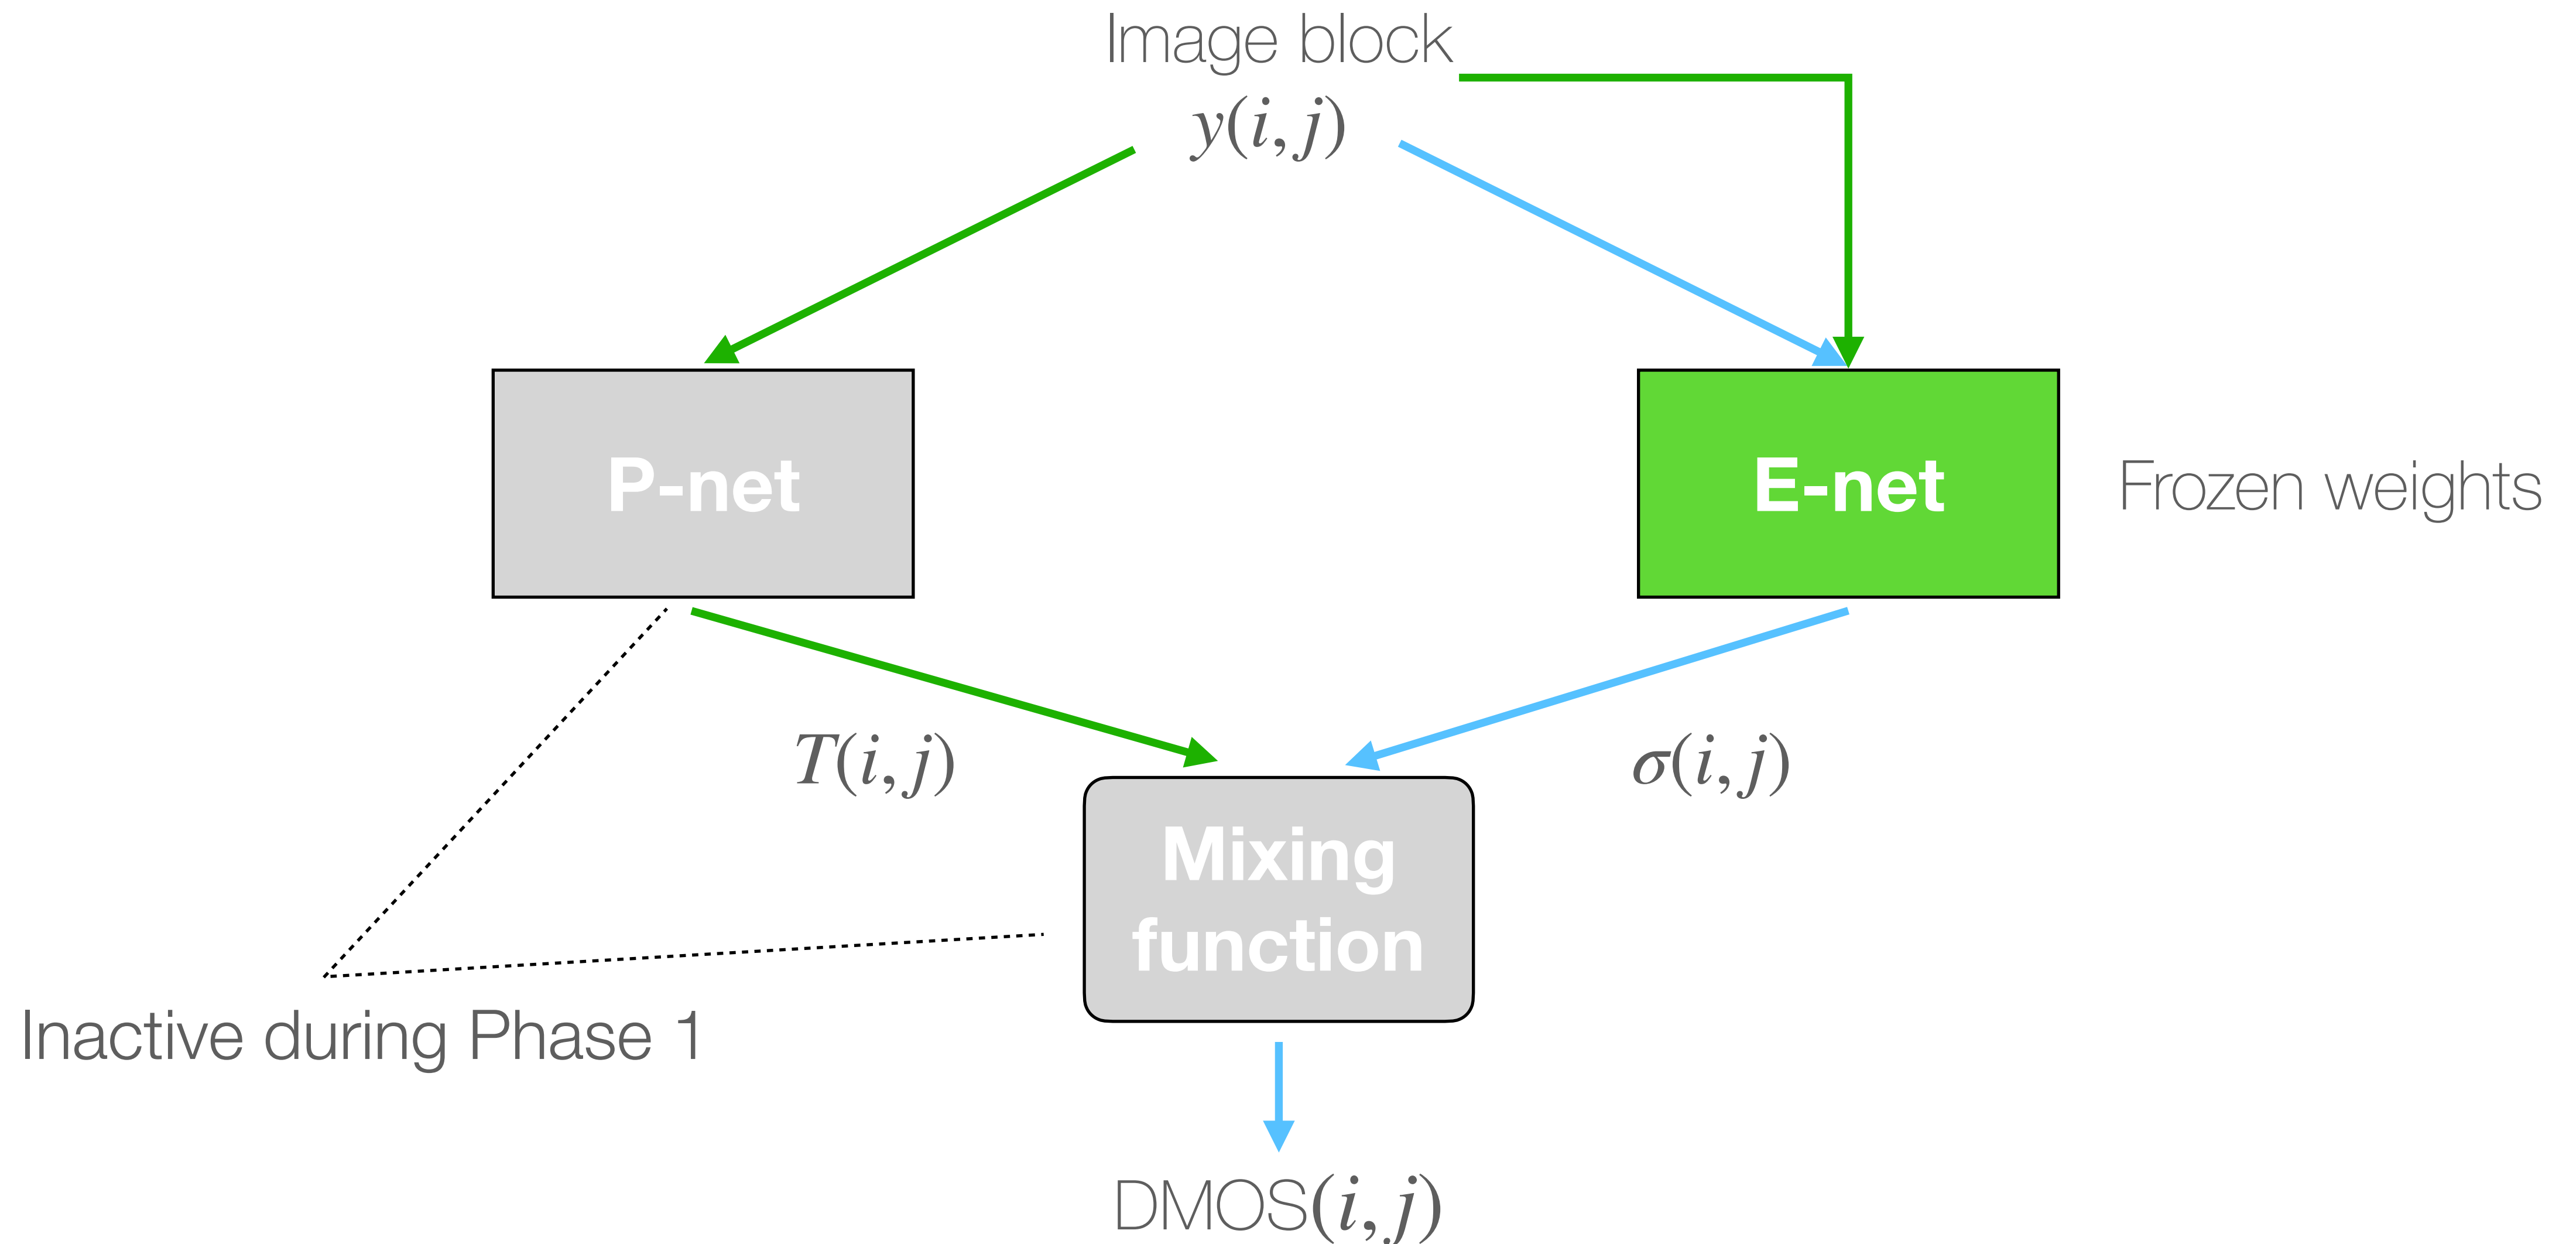 Image block
y(i, j)
P-net
E-net
Frozen weights
T(i, j)
σ(i, j)
Mixing
function
Inactive during Phase 1
DMOS(i, j)